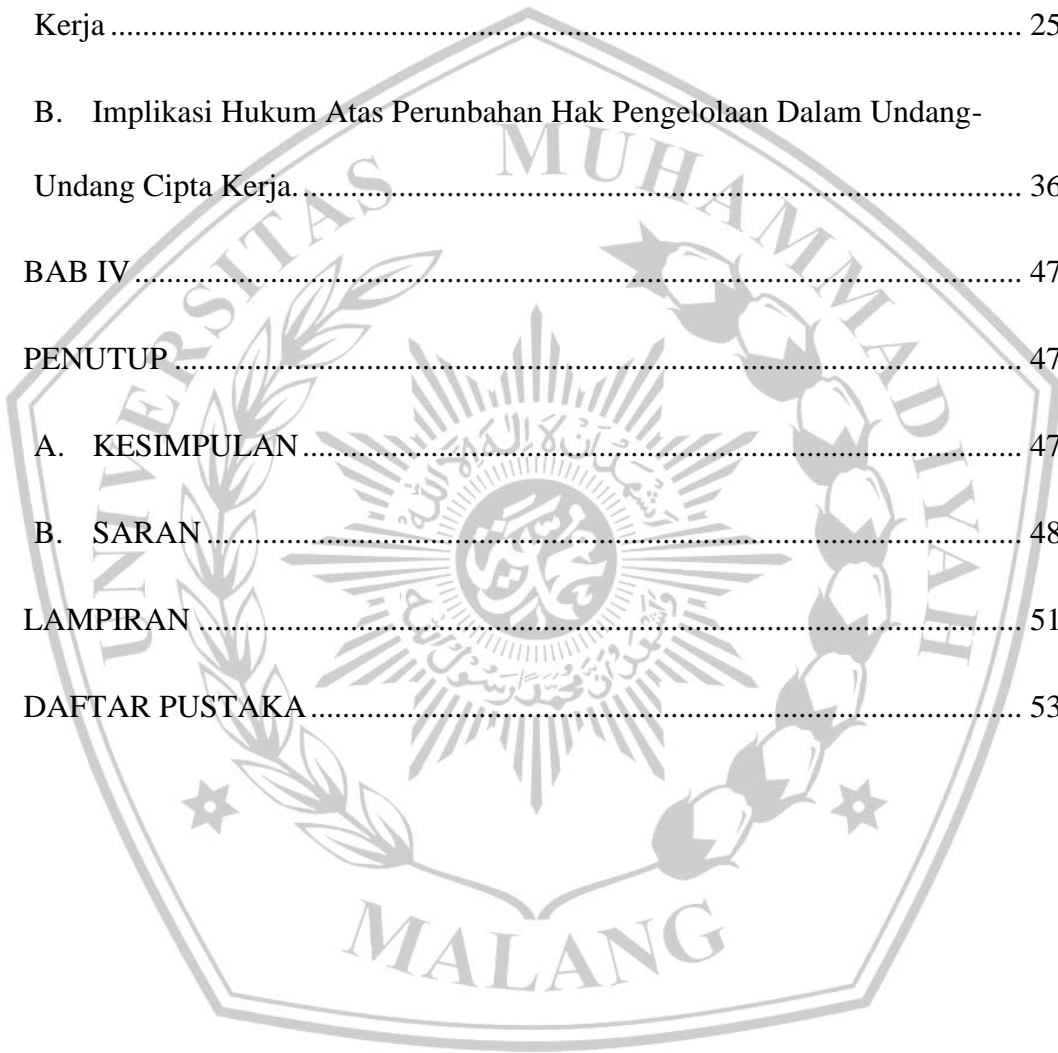 Kerja ........................................................................................................ 25
B. Implikasi Hukum Atas Perunbahan Hak Pengelolaan Dalam Undang-
Undang Cipta Kerja. .................................................................................. 36
BAB IV ..................................................................................................... 47
PENUTUP ................................................................................................. 47
A. KESIMPULAN ..................................................................................... 47
B. SARAN ................................................................................................ 48
LAMPIRAN .............................................................................................. 51
DAFTAR PUSTAKA ................................................................................. 53
UNIVERSITAS MUHAMMADIYAH
MALANG